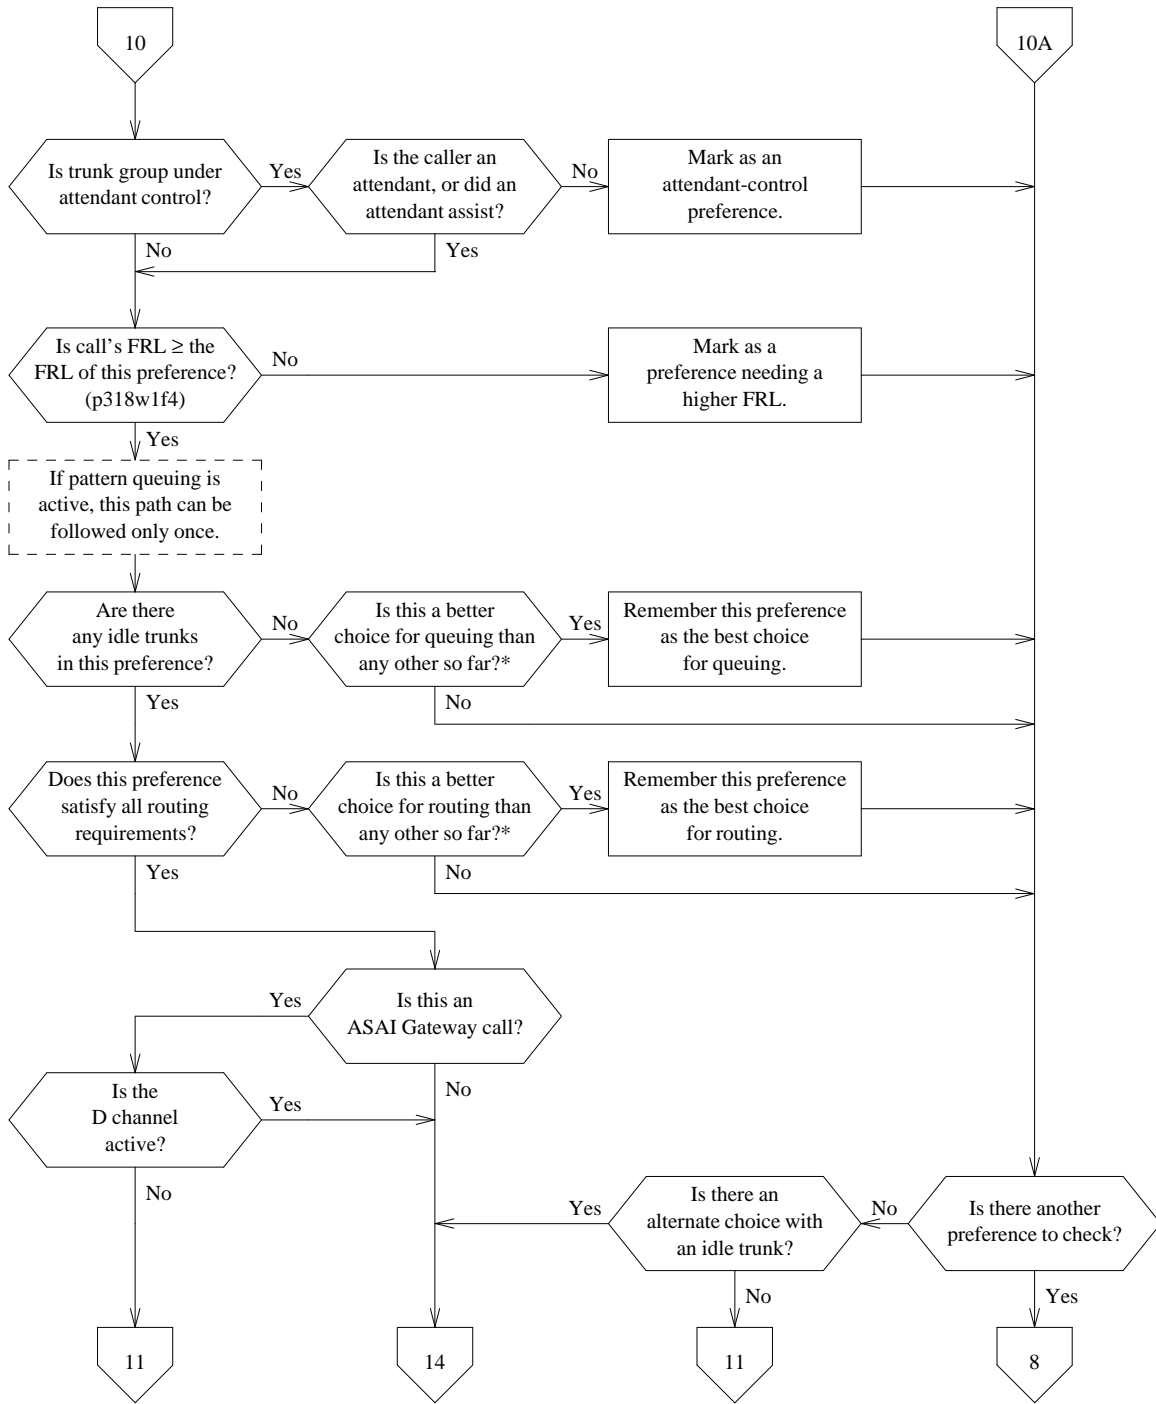 10
10A
Is trunk group under
attendant control?
Yes
Is the caller an
attendant, or did an
attendant assist?
No
Mark as an
attendant-control
preference.
No
Yes
Is call's FRL ≥ the
FRL of this preference?
(p318w1f4)
No
Mark as a
preference needing a
higher FRL.
Yes
If pattern queuing is
active, this path can be
followed only once.
Are there
any idle trunks
in this preference?
No
Is this a better
choice for queuing than
any other so far?*
Yes
Remember this preference
as the best choice
for queuing.
Yes
No
Does this preference
satisfy all routing
requirements?
No
Is this a better
choice for routing than
any other so far?*
Yes
Remember this preference
as the best choice
for routing.
Yes
No
Yes
Is this an
ASAI Gateway call?
No
Is the
D channel
active?
Yes
No
Yes
Is there an
alternate choice with
an idle trunk?
No
Is there another
preference to check?
No
Yes
11
14
11
8